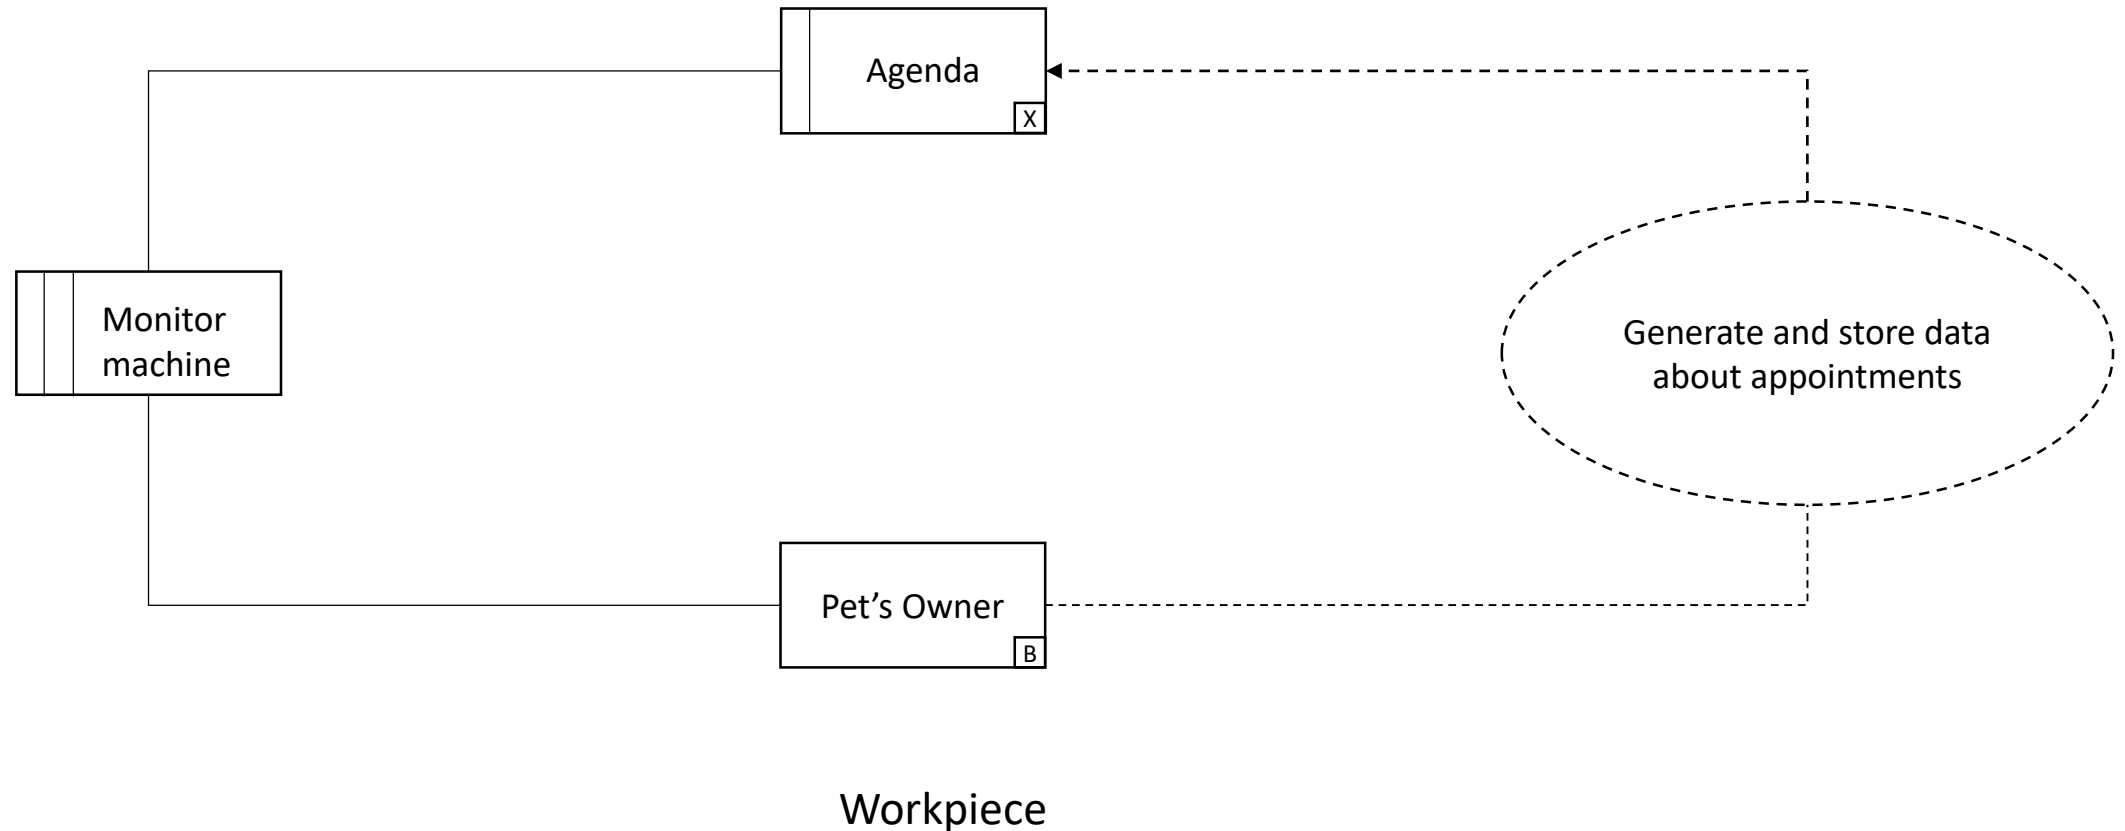 Agenda
X
Monitor
machine
Generate and store data
about appointments
Pet’s Owner
B
Workpiece